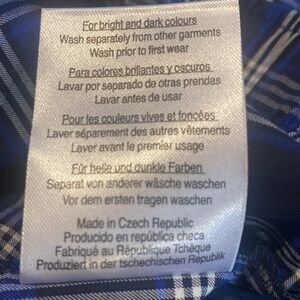 For bright and dark colours
Wash separately from other garments
Wash prior to first wear
Para colores brillantes y oscuros
Lavar por separado de otras prendas
Lavar antes de usar
Pour les couleurs vives et foncées
Laver séparement des autres vêtements
Laver avant le premier usage
Für helle und dunkle Farben
Separat von anderer wäsche waschen
Vor dem ersten tragen waschen
Made in Czech Republic
Producido en república checa
Fabriqué au République Tchèque
Produziert in der tschechischen Republik